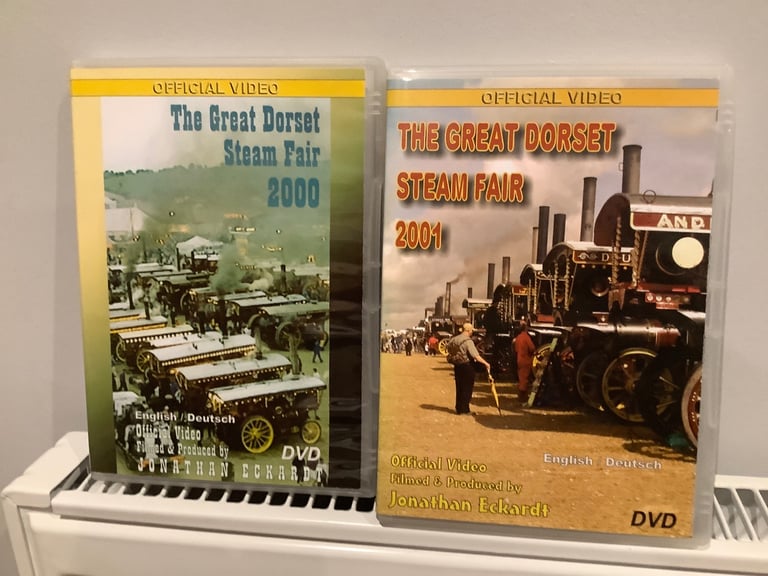 OFFICIAL VIDEO
The Great Dorset
Steam Fair
2000
English / Deutsch
Official Video
Filmed & Produced by
JONATHAN ECKARDT
DVD
OFFICIAL VIDEO
THE GREAT DORSET
STEAM FAIR
2001
AND
English / Deutsch
Official Video
Filmed & Produced by
Jonathan Eckardt
DVD